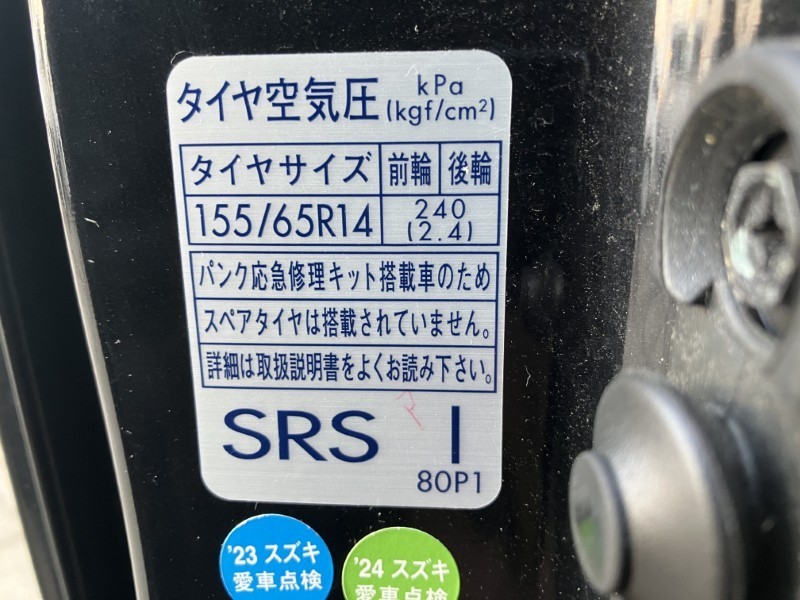 タイヤ空気圧 kPa (kgf/cm²)
タイヤサイズ 前輪 後輪
155/65R14 240 (2.4)
パンク応急修理キット搭載車のため
スペアタイヤは搭載されていません。
詳細は取扱説明書をよくお読み下さい。
SRS I
80P1
'23 スズキ
愛車点検
'24 スズキ
愛車点検